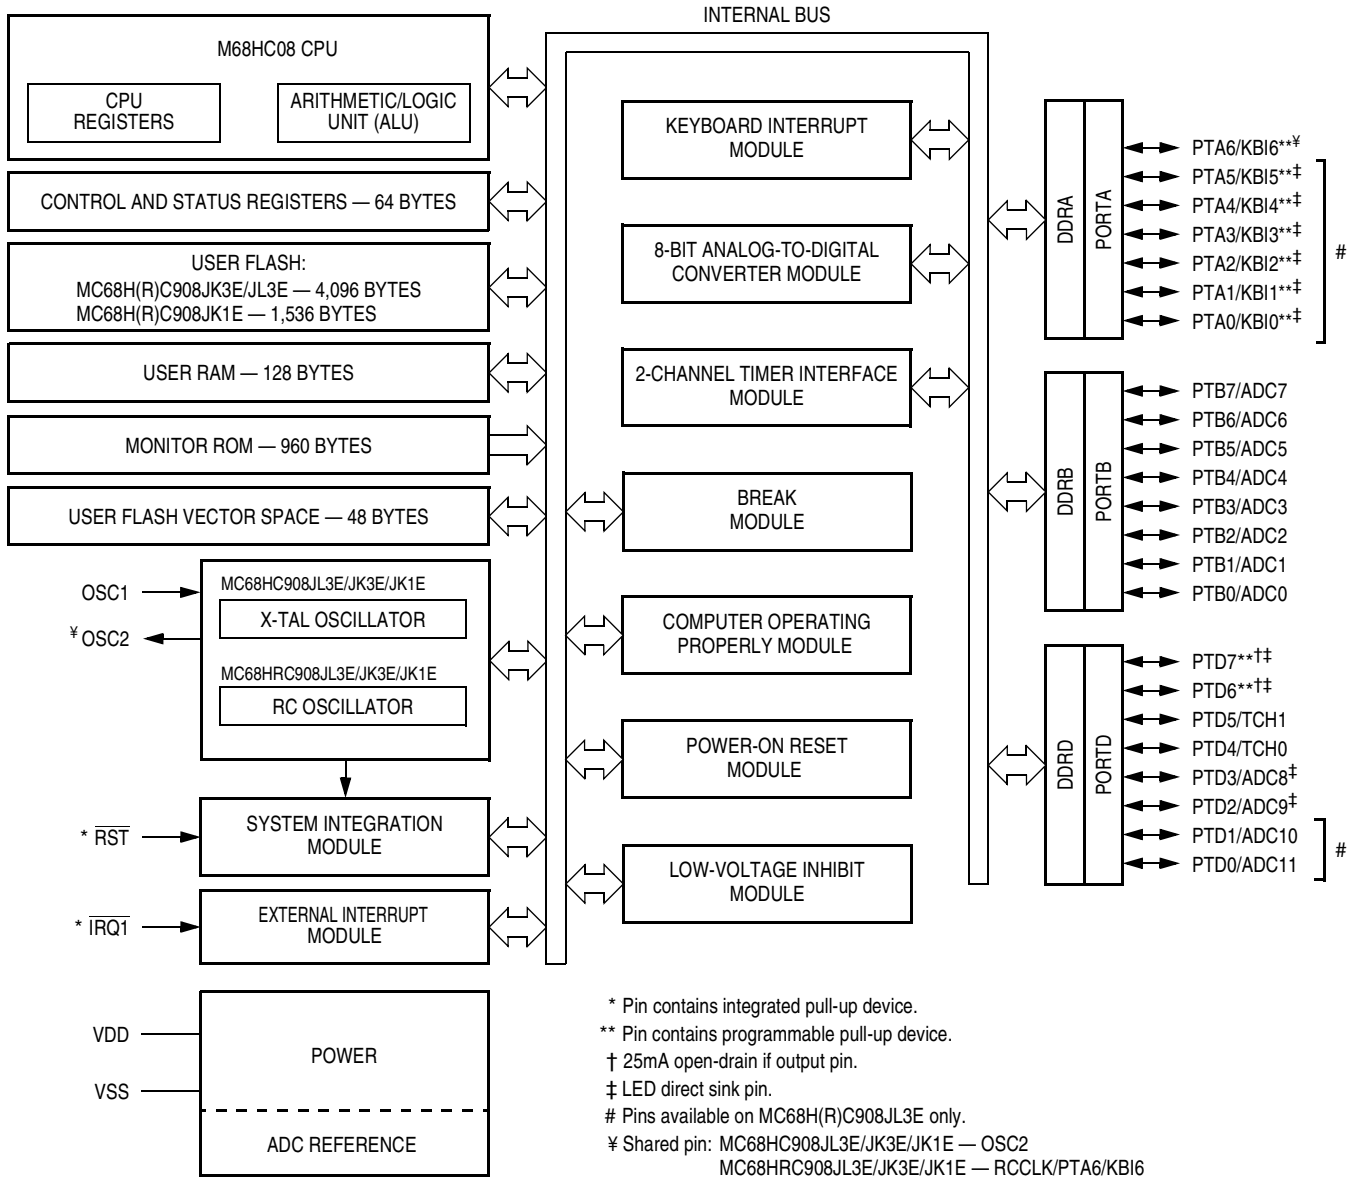 INTERNAL BUS
M68HC08 CPU
CPU
REGISTERS
ARITHMETIC/LOGIC
UNIT (ALU)
CONTROL AND STATUS REGISTERS — 64 BYTES
USER FLASH:
MC68H(R)C908JK3E/JL3E — 4,096 BYTES
MC68H(R)C908JK1E — 1,536 BYTES
USER RAM — 128 BYTES
MONITOR ROM — 960 BYTES
USER FLASH VECTOR SPACE — 48 BYTES
OSC1
¥ OSC2
MC68HC908JL3E/JK3E/JK1E
X-TAL OSCILLATOR
MC68HRC908JL3E/JK3E/JK1E
RC OSCILLATOR
* RST
SYSTEM INTEGRATION
MODULE
* IRQ1
EXTERNAL INTERRUPT
MODULE
VDD
VSS
POWER
ADC REFERENCE
KEYBOARD INTERRUPT
MODULE
8-BIT ANALOG-TO-DIGITAL
CONVERTER MODULE
2-CHANNEL TIMER INTERFACE
MODULE
BREAK
MODULE
COMPUTER OPERATING
PROPERLY MODULE
POWER-ON RESET
MODULE
LOW-VOLTAGE INHIBIT
MODULE
DDRA
PORTA
PTA6/KBI6**¥
PTA5/KBI5**‡
PTA4/KBI4**‡
PTA3/KBI3**‡
PTA2/KBI2**‡
PTA1/KBI1**‡
PTA0/KBI0**‡
#
DDRB
PORTB
PTB7/ADC7
PTB6/ADC6
PTB5/ADC5
PTB4/ADC4
PTB3/ADC3
PTB2/ADC2
PTB1/ADC1
PTB0/ADC0
DDRD
PORTD
PTD7**†‡
PTD6**†‡
PTD5/TCH1
PTD4/TCH0
PTD3/ADC8‡
PTD2/ADC9‡
PTD1/ADC10
PTD0/ADC11
#
* Pin contains integrated pull-up device.
** Pin contains programmable pull-up device.
† 25mA open-drain if output pin.
‡ LED direct sink pin.
# Pins available on MC68H(R)C908JL3E only.
¥ Shared pin: MC68HC908JL3E/JK3E/JK1E — OSC2
MC68HRC908JL3E/JK3E/JK1E — RCCLK/PTA6/KBI6